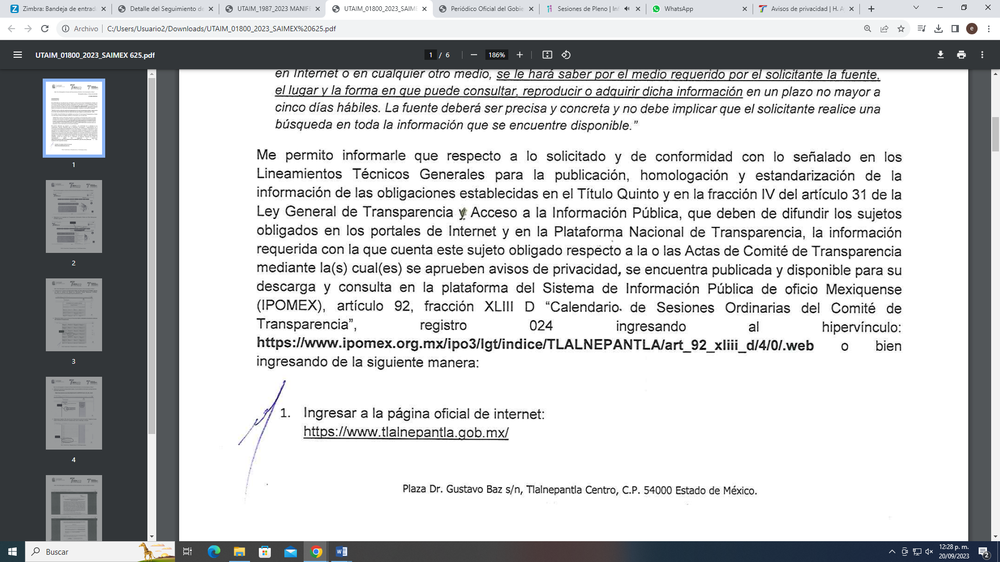 Zimbra: Bandeja de entrad
Detalle del Seguimiento de
UTAIM_1987_2023 MANIFE
UTAIM_01800_2023_SAIME
Periódico Oficial del Gobie
Sesiones de Pleno | Inf
WhatsApp
Avisos de privacidad | H. A
Archivo
C:/Users/Usuario2/Downloads/UTAIM_01800_2023_SAIMEX%20625.pdf
e
UTAIM_01800_2023_SAIMEX 625.pdf
1 / 6
186%
1
2
3
4
en Internet o en cualquier otro medio, se le hará saber por el medio requerido por el solicitante la fuente,
el lugar y la forma en que puede consultar, reproducir o adquirir dicha información en un plazo no mayor a
cinco días hábiles. La fuente deberá ser precisa y concreta y no debe implicar que el solicitante realice una
búsqueda en toda la información que se encuentre disponible.”
Me permito informarle que respecto a lo solicitado y de conformidad con lo señalado en los
Lineamientos Técnicos Generales para la publicación, homologación y estandarización de la
información de las obligaciones establecidas en el Título Quinto y en la fracción IV del artículo 31 de la
Ley General de Transparencia y Acceso a la Información Pública, que deben de difundir los sujetos
obligados en los portales de Internet y en la Plataforma Nacional de Transparencia, la información
requerida con la que cuenta este sujeto obligado respecto a la o las Actas de Comité de Transparencia
mediante la(s) cual(es) se aprueben avisos de privacidad, se encuentra publicada y disponible para su
descarga y consulta en la plataforma del Sistema de Información Pública de oficio Mexiquense
(IPOMEX), artículo 92, fracción XLIII D “Calendario de Sesiones Ordinarias del Comité de
Transparencia”, registro 024 ingresando al hipervínculo:
https://www.ipomex.org.mx/ipo3/lgt/indice/TLALNEPANTLA/art_92_xliii_d/4/0/.web o bien
ingresando de la siguiente manera:
1. Ingresar a la página oficial de internet:
https://www.tlalnepantla.gob.mx/
Plaza Dr. Gustavo Baz s/n, Tlalnepantla Centro, C.P. 54000 Estado de México.
Buscar
12:28 p. m.
20/09/2023
2